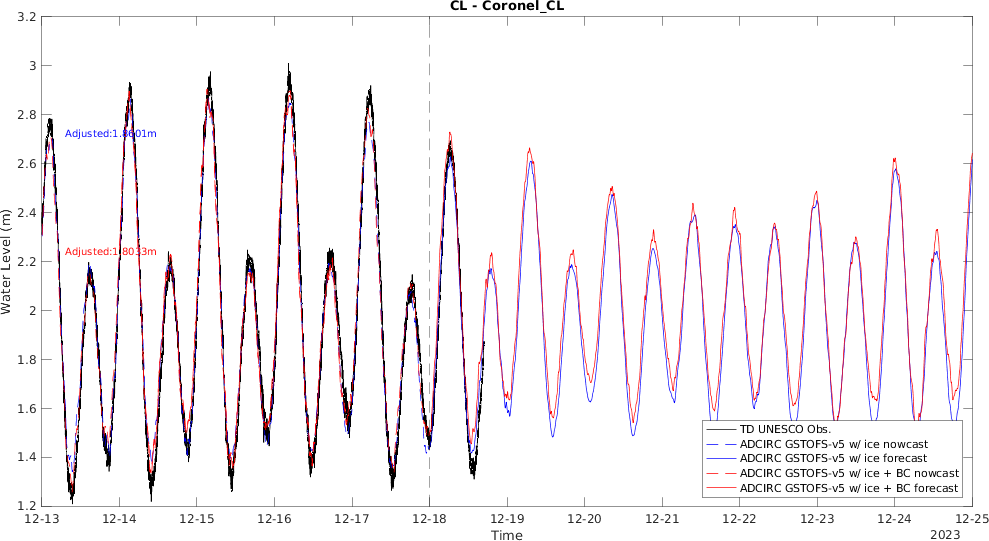 CL - Coronel_CL
3.2
3
2.8
2.6
2.4
2.2
2
1.8
1.6
1.4
1.2
Water Level (m)
Adjusted:1.8601m
Adjusted:1.8033m
TD UNESCO Obs.
ADCIRC GSTOFS-v5 w/ ice nowcast
ADCIRC GSTOFS-v5 w/ ice forecast
ADCIRC GSTOFS-v5 w/ ice + BC nowcast
ADCIRC GSTOFS-v5 w/ ice + BC forecast
12-13 12-14 12-15 12-16 12-17 12-18 12-19 12-20 12-21 12-22 12-23 12-24 12-25
Time
2023